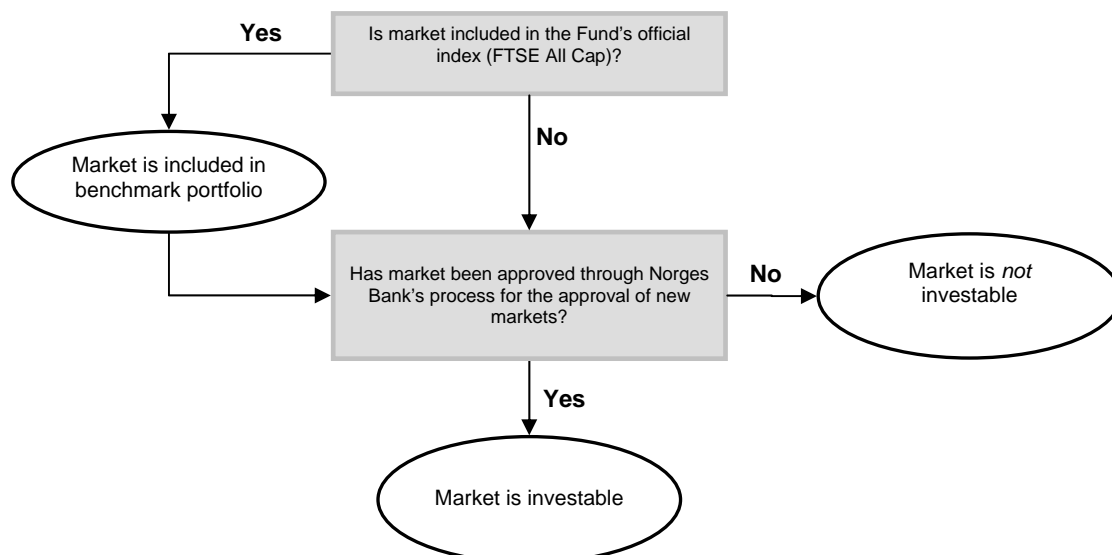 Yes
Is market included in the Fund’s official
index (FTSE All Cap)?
No
Market is included in
benchmark portfolio
Has market been approved through Norges
Bank’s process for the approval of new
markets?
No
Market is not
investable
Yes
Market is investable